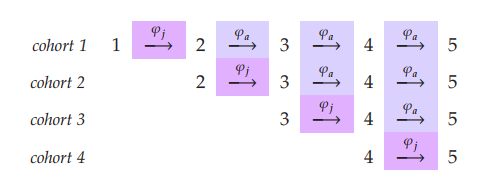 cohort 1 1 φj → 2 φa → 3 φa → 4 φa → 5
cohort 2 2 φj → 3 φa → 4 φa → 5
cohort 3 3 φj → 4 φa → 5
cohort 4 4 φj → 5